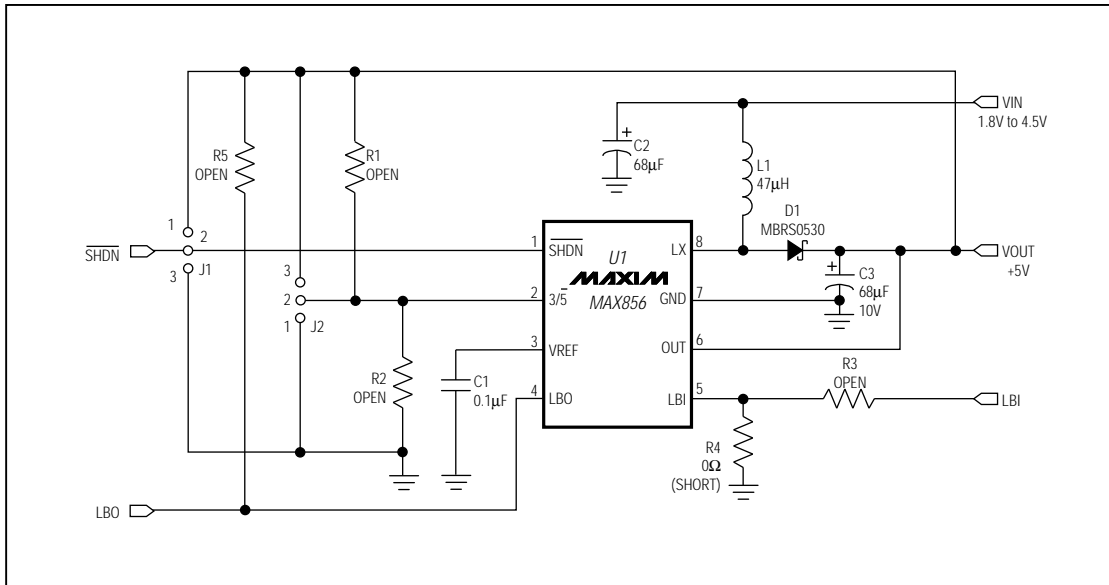 VIN
1.8V to 4.5V
R5
OPEN
R1
OPEN
C2
68µF
L1
47µH
D1
MBRS0530
1
2
3
J1
SHDN
3
2
1
J2
1
SHDN
2
3/5
3
VREF
4
LBO
U1
MAXIM
MAX856
LX
8
GND
7
OUT
6
LBI
5
VOUT
+5V
C3
68µF
10V
R2
OPEN
C1
0.1µF
R3
OPEN
LBI
R4
0Ω
(SHORT)
LBO
+
+